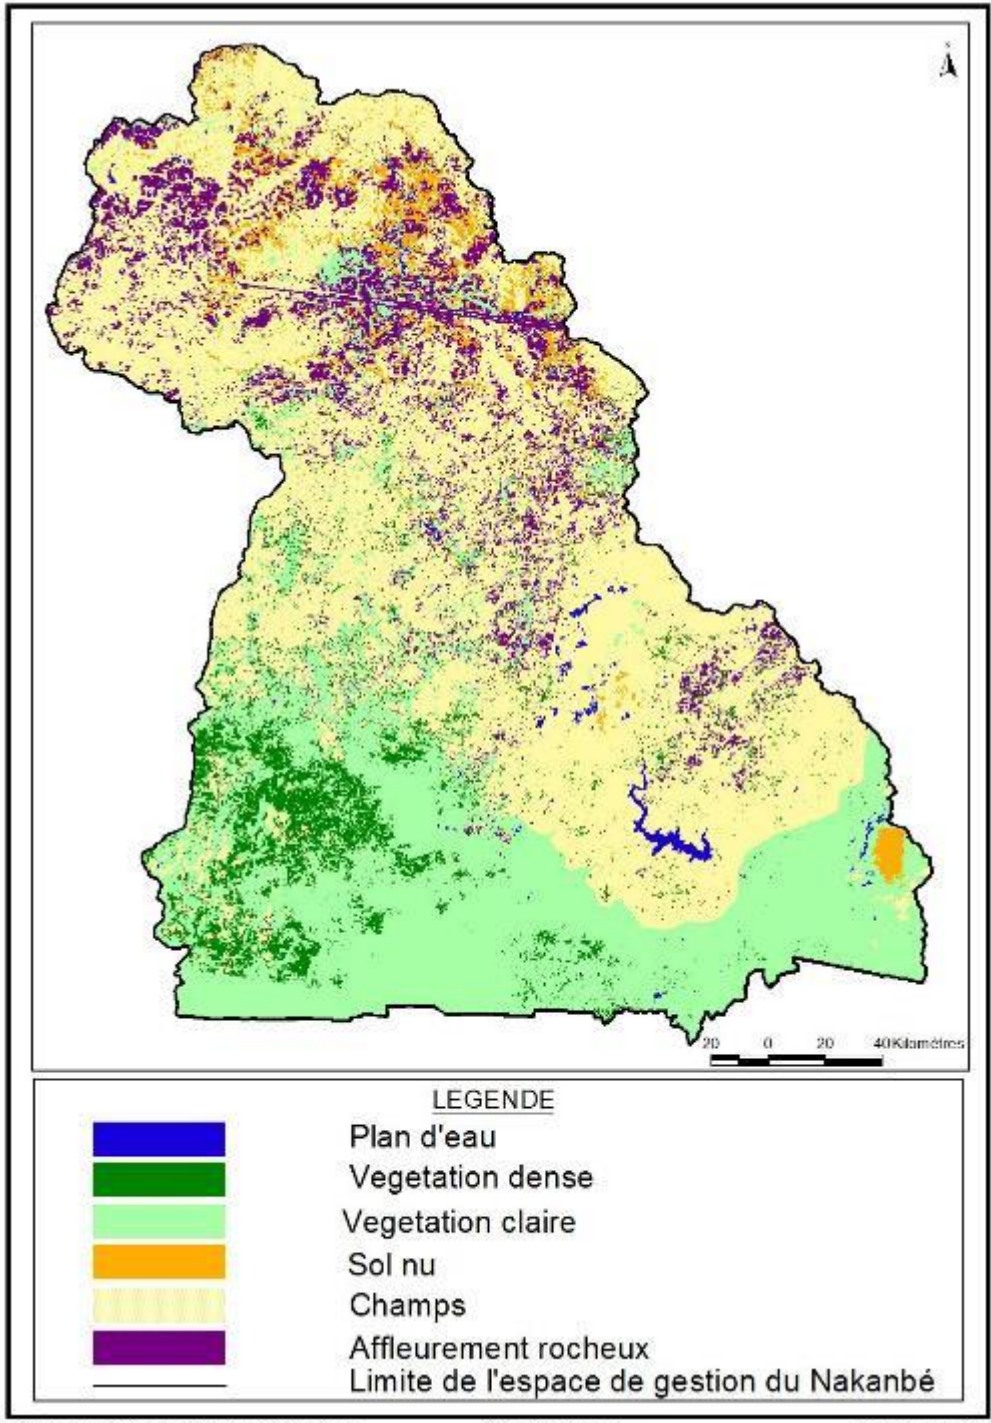 N
20 0 20 40Kilomètres
LEGENDE
Plan d'eau
Vegetation dense
Vegetation claire
Sol nu
Champs
Affleurement rocheux
Limite de l'espace de gestion du Nakanbé